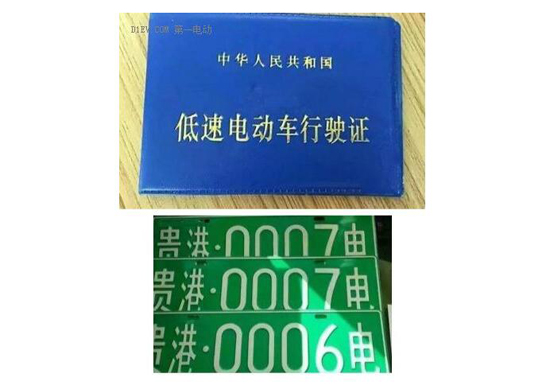 D1EV.COM 第一电动
中华人民共和国
低速电动车行驶证
贵港·0007电
贵港·0007电
贵港·0006电